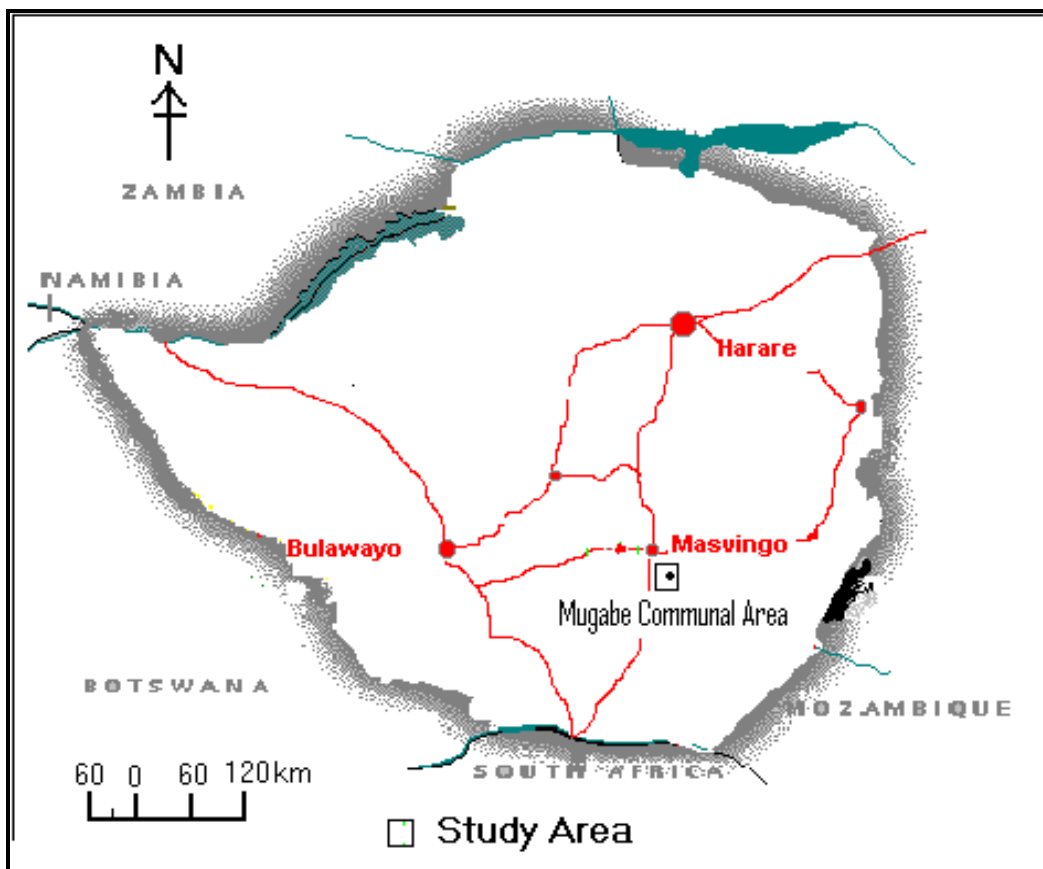 N
ZAMBIA
NAMIBIA
Harare
Bulawayo
Masvingo
Mugabe Communal Area
BOTSWANA
MOZAMBIQUE
SOUTH AFRICA
60 0 60 120km
Study Area